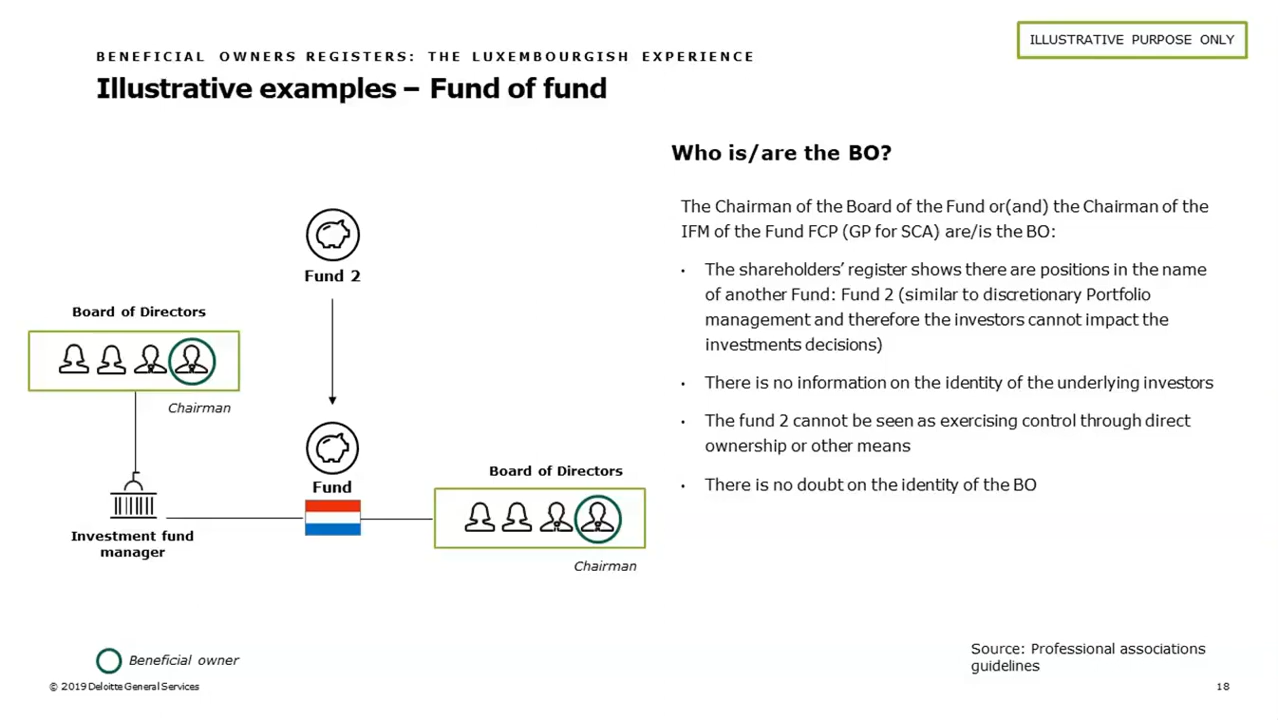 BENEFICIAL OWNERS REGISTERS: THE LUXEMBOURGISH EXPERIENCE
ILLUSTRATIVE PURPOSE ONLY
Illustrative examples – Fund of fund
Who is/are the BO?
The Chairman of the Board of the Fund or(and) the Chairman of the
IFM of the Fund FCP (GP for SCA) are/is the BO:
• The shareholders’ register shows there are positions in the name
of another Fund: Fund 2 (similar to discretionary Portfolio
management and therefore the investors cannot impact the
investments decisions)
• There is no information on the identity of the underlying investors
• The fund 2 cannot be seen as exercising control through direct
ownership or other means
• There is no doubt on the identity of the BO
Fund 2
Board of Directors
Chairman
Fund
Board of Directors
Chairman
Investment fund
manager
Beneficial owner
Source: Professional associations
guidelines
© 2019 Deloitte General Services
18